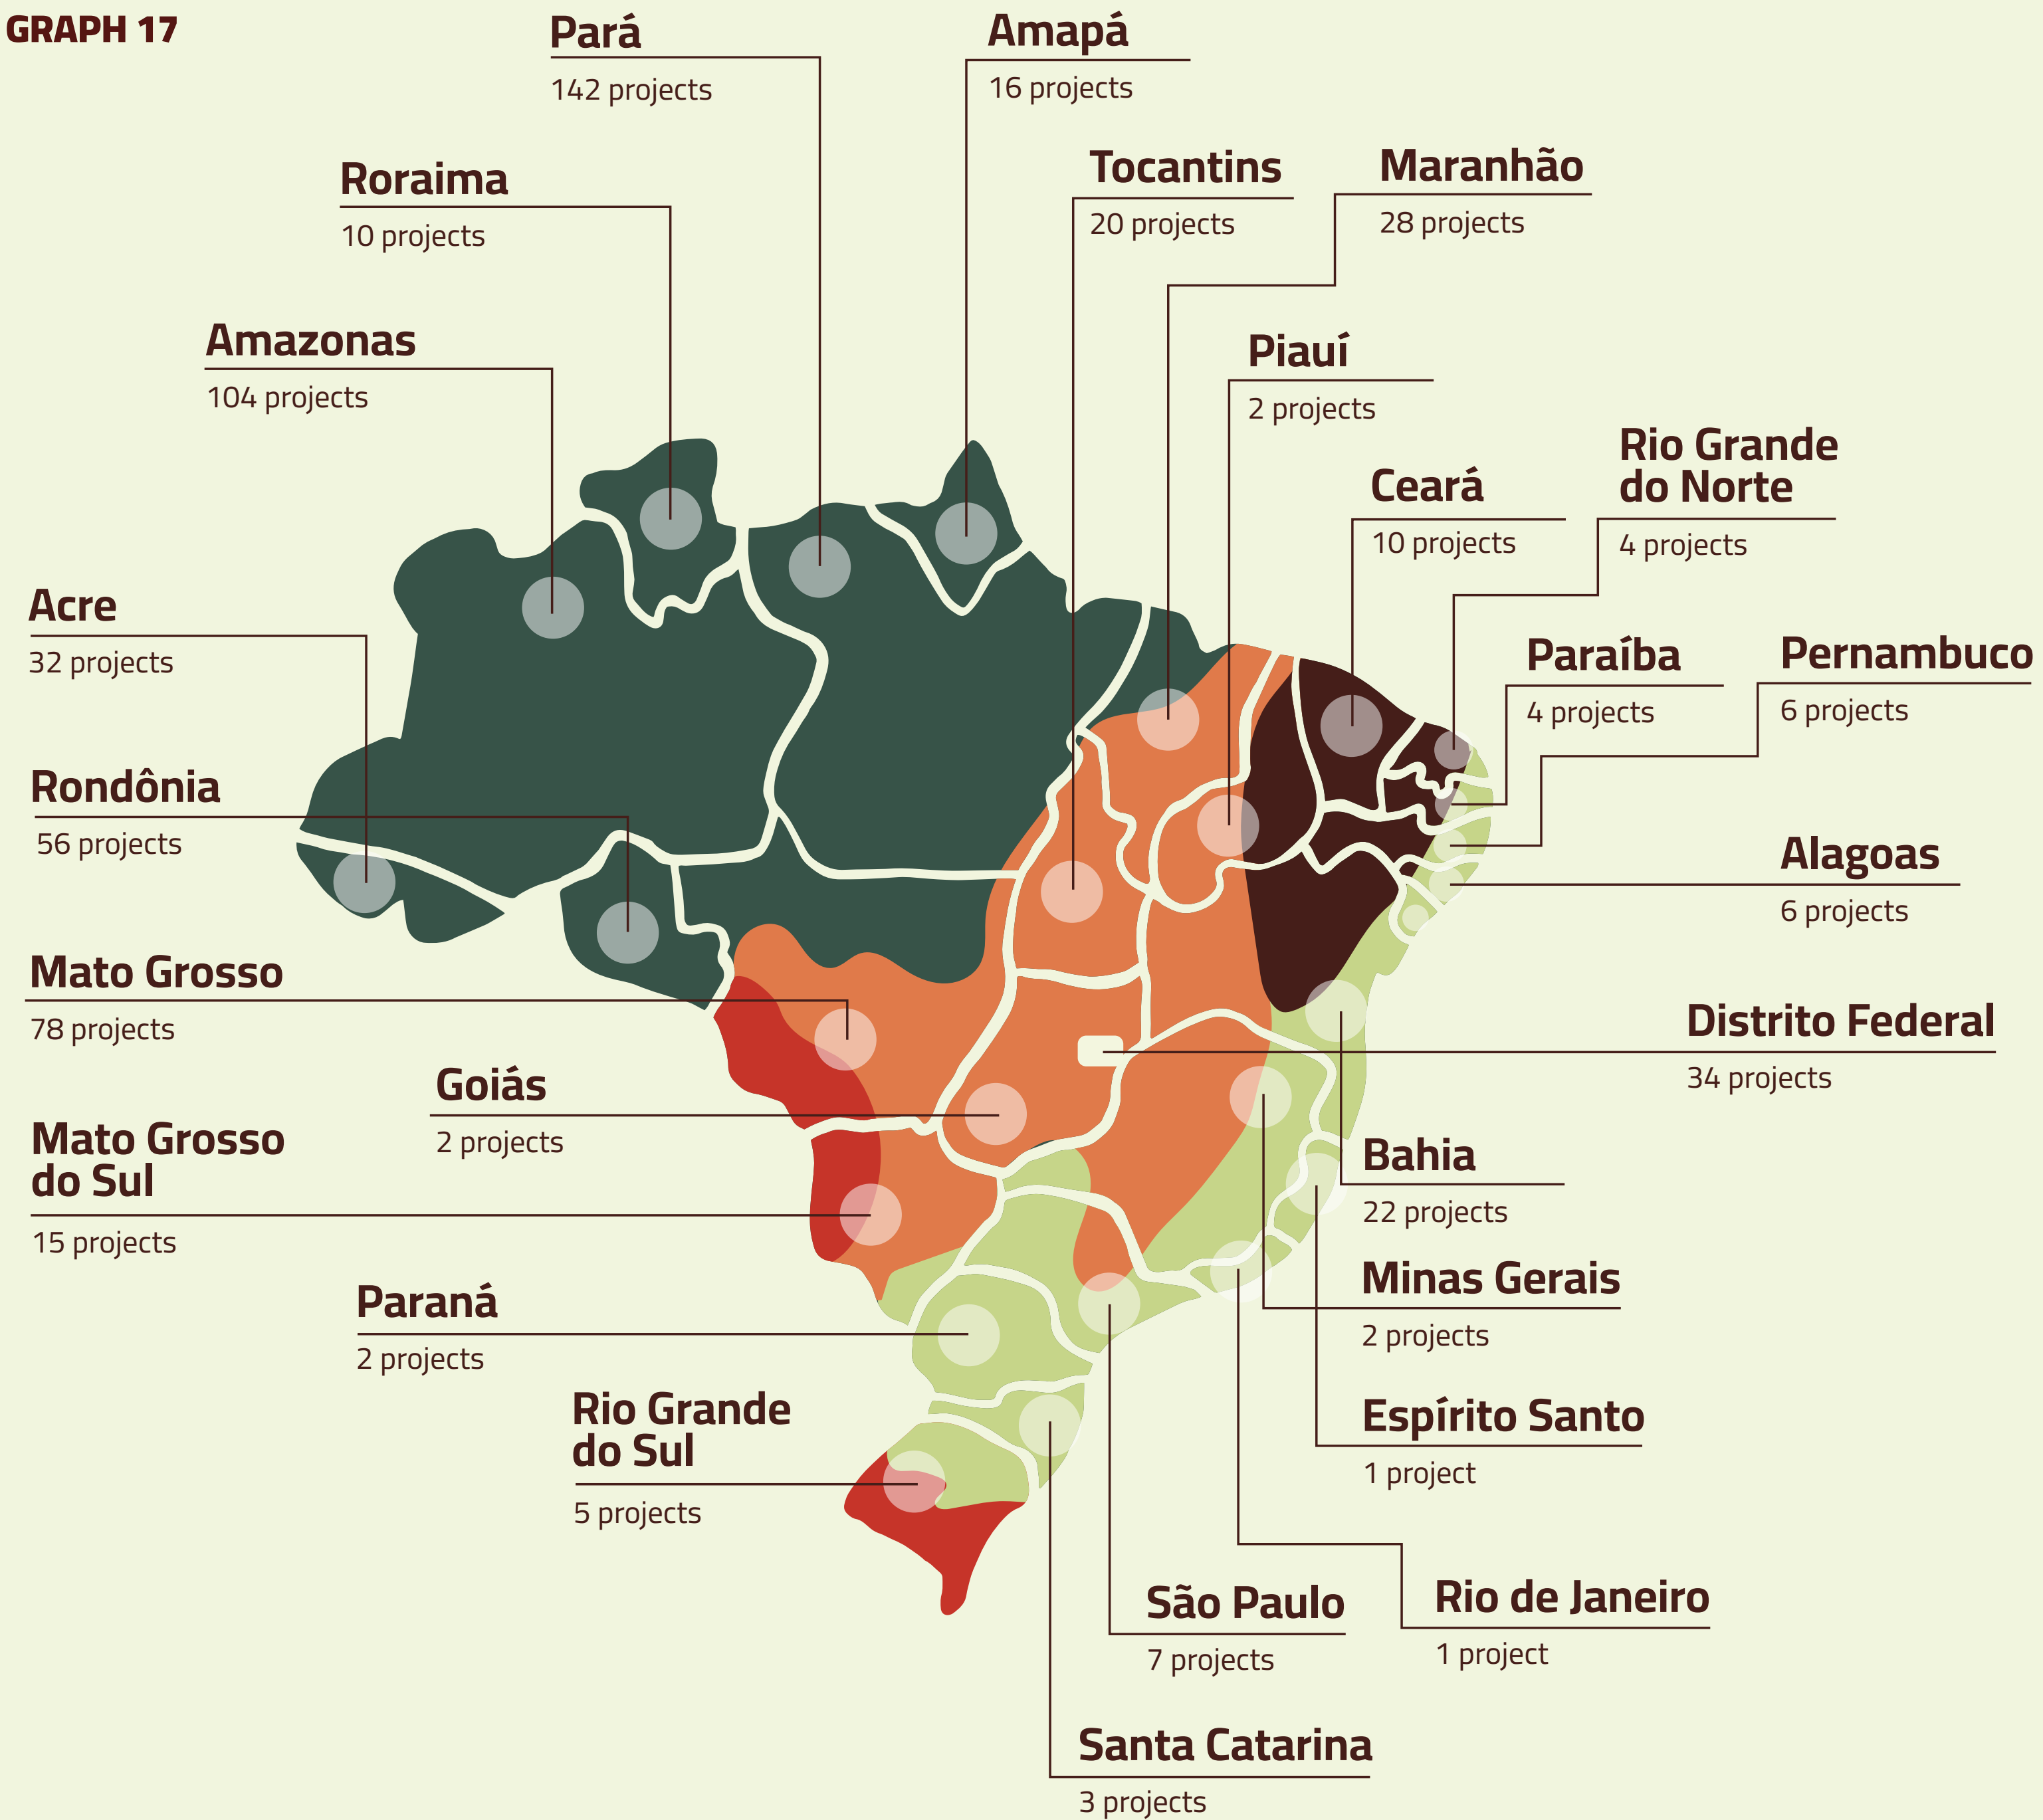 GRAPH 17
Pará
142 projects
Amapá
16 projects
Roraima
10 projects
Tocantins
20 projects
Maranhão
28 projects
Amazonas
104 projects
Piauí
2 projects
Ceará
10 projects
Rio Grande
do Norte
4 projects
Acre
32 projects
Paraíba
4 projects
Pernambuco
6 projects
Rondônia
56 projects
Alagoas
6 projects
Mato Grosso
78 projects
Distrito Federal
34 projects
Goiás
2 projects
Mato Grosso
do Sul
15 projects
Bahia
22 projects
Minas Gerais
2 projects
Paraná
2 projects
Espírito Santo
1 project
Rio Grande
do Sul
5 projects
São Paulo
7 projects
Rio de Janeiro
1 project
Santa Catarina
3 projects